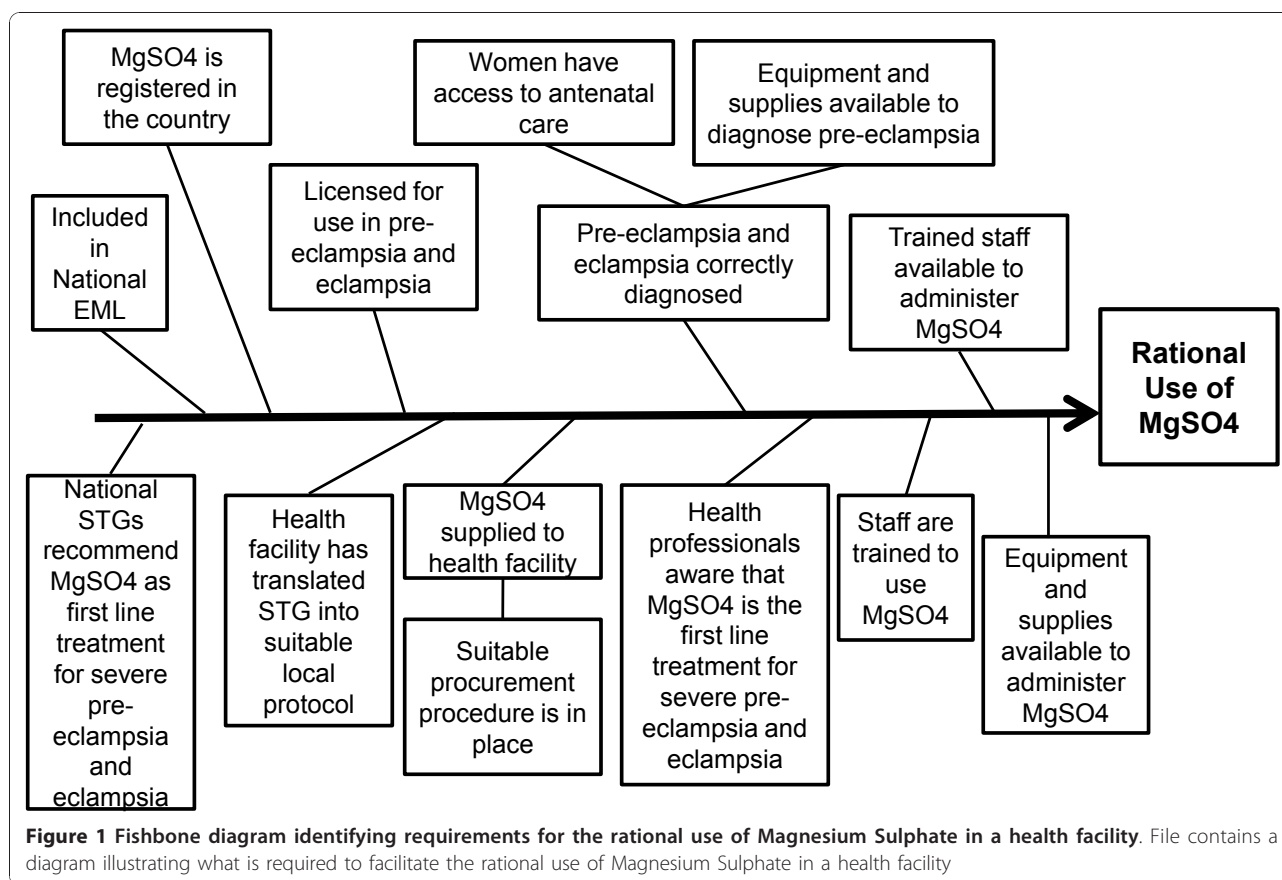 MgSO4 is
registered in
the country
Women have
access to antenatal
care
Equipment and
supplies available to
diagnose pre-eclampsia
Included
in
National
EML
Licensed for
use in pre-
eclampsia and
eclampsia
Pre-eclampsia and
eclampsia correctly
diagnosed
Trained staff
available to
administer
MgSO4
Rational
Use of
MgSO4
National
STGs
recommend
MgSO4 as
first line
treatment
for severe
pre-
eclampsia
and
eclampsia
Health
facility has
translated
STG into
suitable
local
protocol
MgSO4
supplied to
health facility
Suitable
procurement
procedure is in
place
Health
professionals
aware that
MgSO4 is the
first line
treatment for
severe pre-
eclampsia and
eclampsia
Staff are
trained to
use
MgSO4
Equipment
and
supplies
available to
administer
MgSO4
Figure 1 Fishbone diagram identifying requirements for the rational use of Magnesium Sulphate in a health facility. File contains a
diagram illustrating what is required to facilitate the rational use of Magnesium Sulphate in a health facility